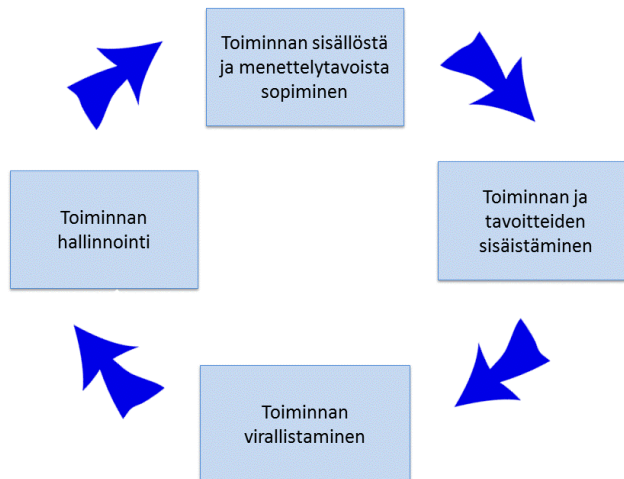 Toiminnan sisällöstä
ja menettelytavoista
sopiminen
Toiminnan ja
tavoitteiden
sisäistäminen
Toiminnan
virallistaminen
Toiminnan
hallinnointi